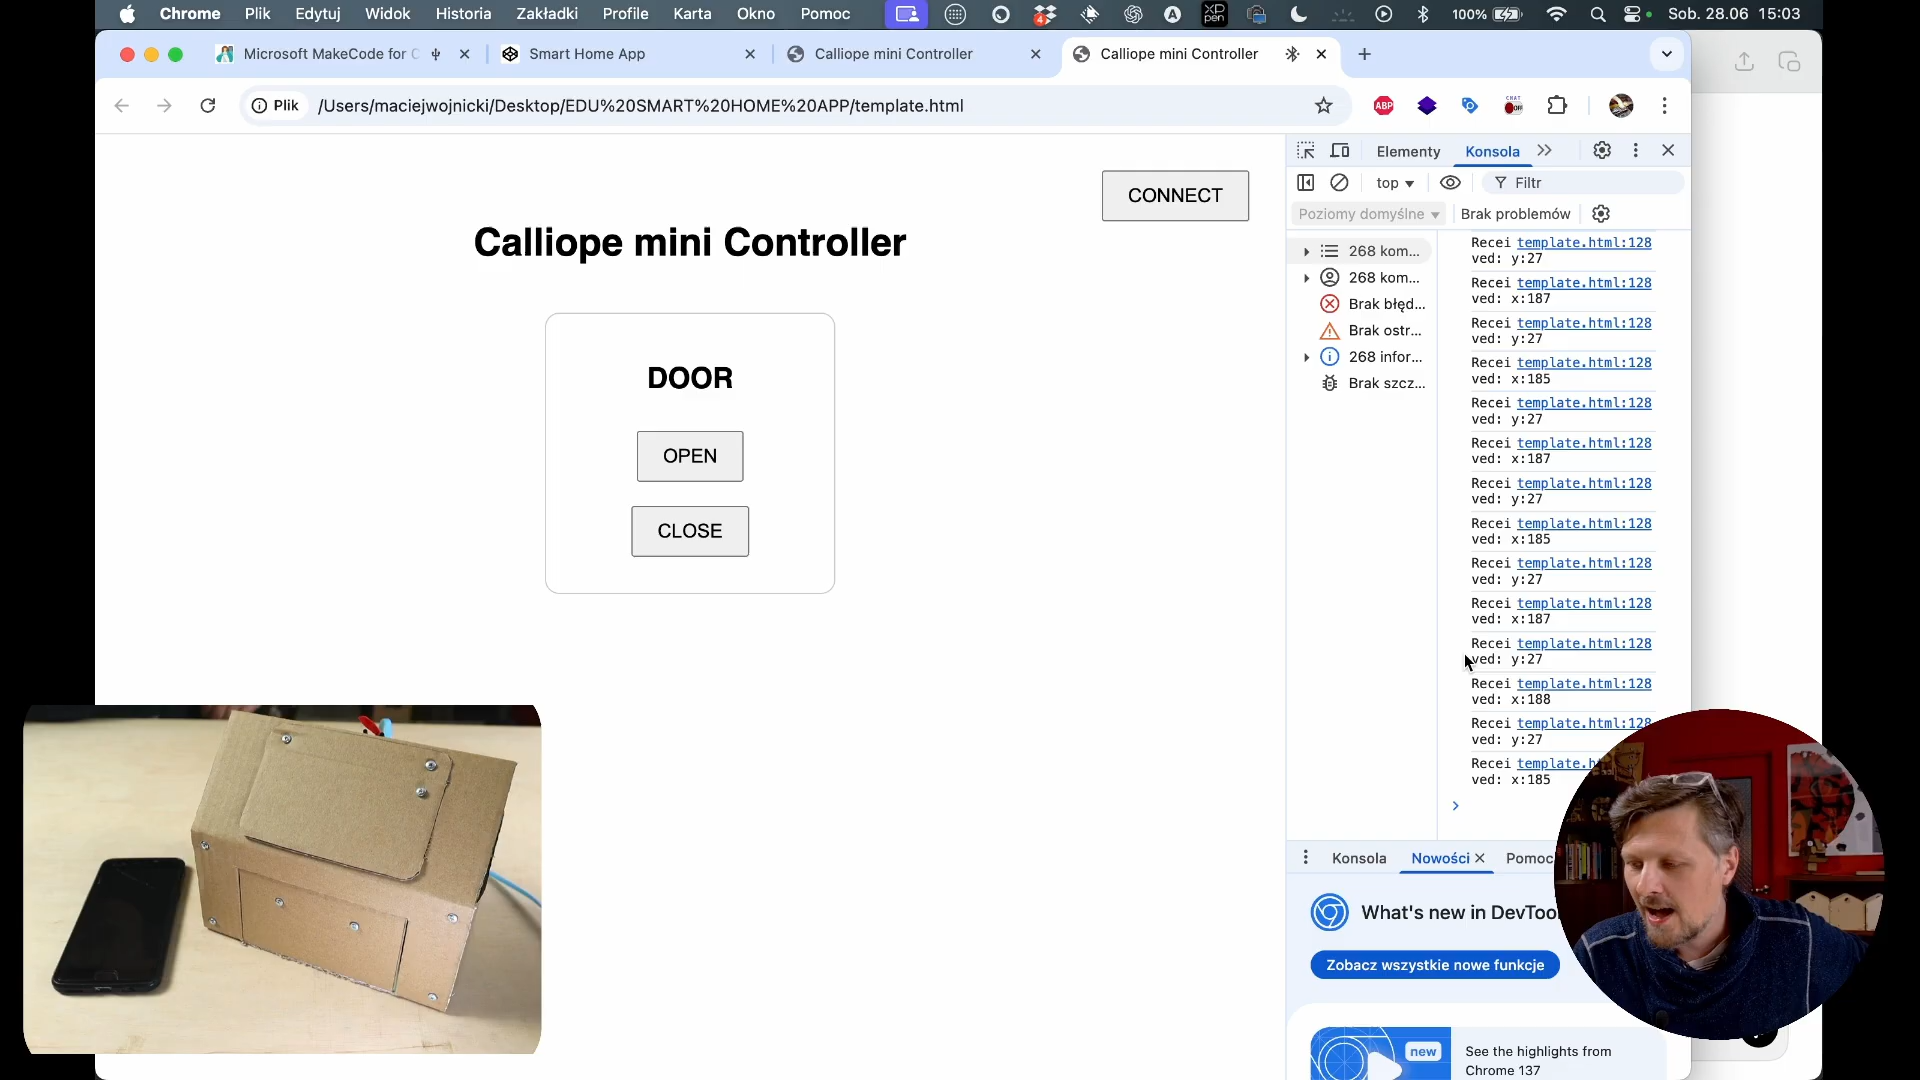 Chrome Plik Edytuj Widok Historia Zakładki Profile Karta Okno Pomoc 4 XP pen 100% Sob. 28.06 15:03
Microsoft MakeCode for C Smart Home App Calliope mini Controller Calliope mini Controller
Plik /Users/maciejwojnicki/Desktop/EDU%20SMART%20HOME%20APP/template.html ABP
CONNECT
Calliope mini Controller
DOOR
OPEN
CLOSE
Elementy Konsola
top Filtr
Poziomy domyślne Brak problemów
268 kom...
268 kom...
Brak błęd...
Brak ostr...
268 infor...
Brak szcz...
Recei template.html:128
ved: y:27
Recei template.html:128
ved: x:187
Recei template.html:128
ved: y:27
Recei template.html:128
ved: x:185
Recei template.html:128
ved: y:27
Recei template.html:128
ved: x:187
Recei template.html:128
ved: y:27
Recei template.html:128
ved: x:185
Recei template.html:128
ved: y:27
Recei template.html:128
ved: x:187
Recei template.html:128
ved: y:27
Recei template.html:128
ved: x:188
Recei template.html:128
ved: y:27
Recei template.h
ved: x:185
Konsola Nowości Pomoc
What's new in DevTool
Zobacz wszystkie nowe funkcje
new
See the highlights from
Chrome 137